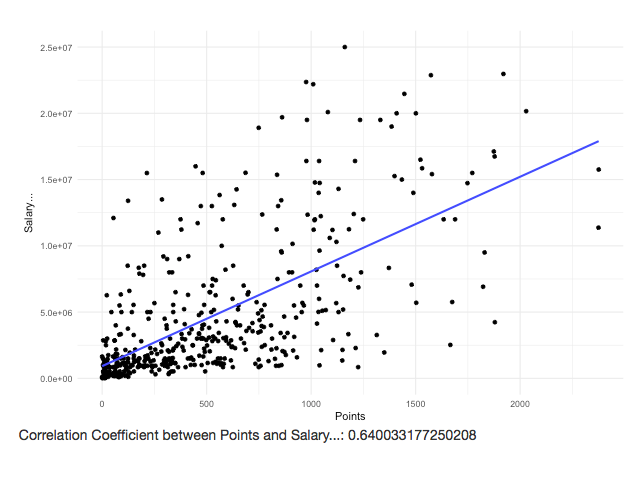 2.5e+07
2.0e+07
1.5e+07
1.0e+07
5.0e+06
0.0e+00
Salary...
0 500 1000 1500 2000
Points
Correlation Coefficient between Points and Salary...: 0.640033177250208